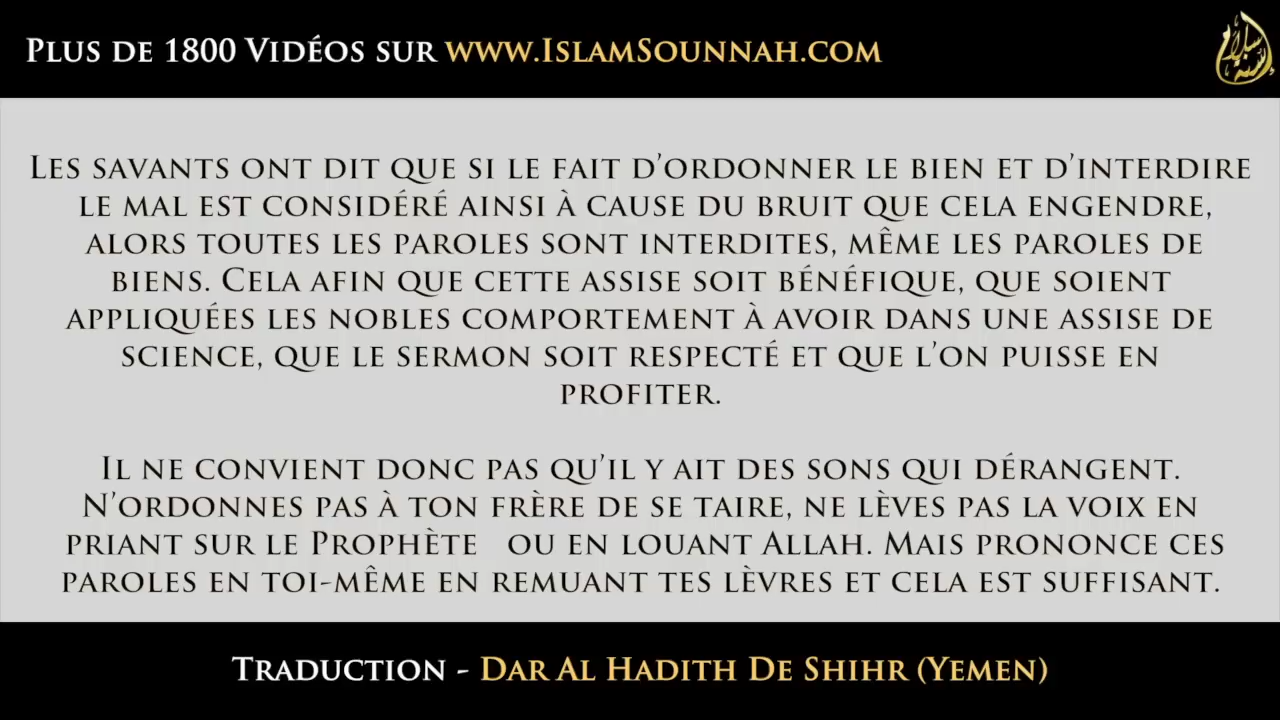 Plus de 1800 Vidéos sur www.IslamSounnah.com
Les savants ont dit que si le fait d'ordonner le bien et d'interdire
le mal est considéré ainsi à cause du bruit que cela engendre,
alors toutes les paroles sont interdites, même les paroles de
biens. Cela afin que cette assise soit bénéfique, que soient
appliquées les nobles comportement à avoir dans une assise de
science, que le sermon soit respecté et que l'on puisse en
profiter.
Il ne convient donc pas qu'il y ait des sons qui dérangent.
N'ordonnes pas à ton frère de se taire, ne lèves pas la voix en
priant sur le Prophète ou en louant Allah. Mais prononce ces
paroles en toi-même en remuant tes lèvres et cela est suffisant.
Traduction - Dar Al Hadith De Shihr (Yemen)